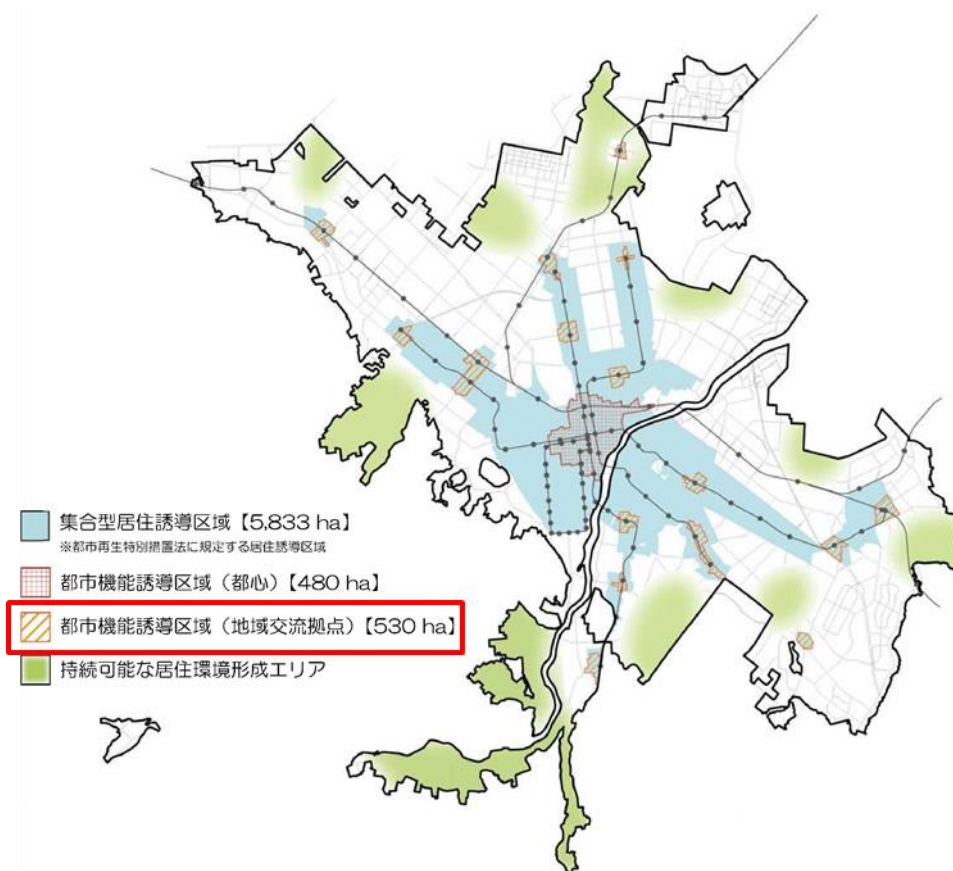 集合型居住誘導区域【5,833 ha】
※都市再生特別措置法に規定する居住誘導区域
都市機能誘導区域（都心）【480 ha】
都市機能誘導区域（地域交流拠点）【530 ha】
持続可能な居住環境形成エリア